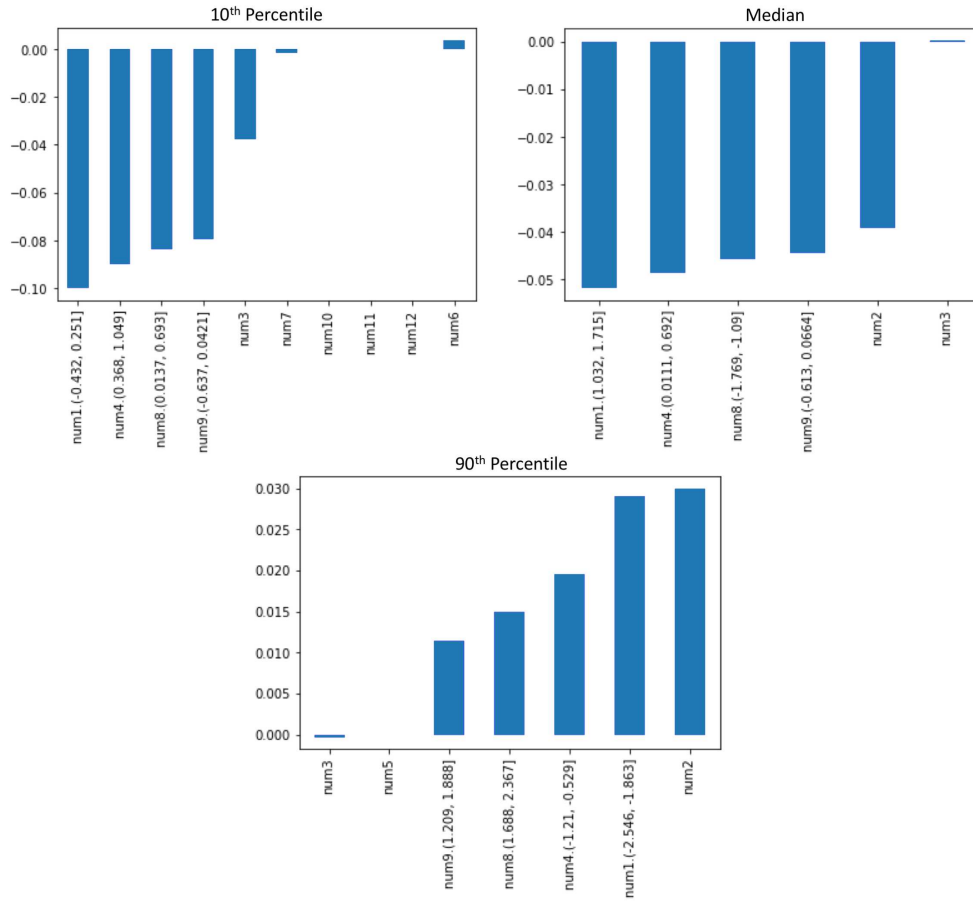 10th Percentile
0.00
−0.02
−0.04
−0.06
−0.08
−0.10
num1.(-0.432, 0.251]
num4.(0.368, 1.049]
num8.(0.0137, 0.693]
num9.(-0.637, 0.0421]
num3
num7
num10
num11
num12
num6
Median
0.00
−0.01
−0.02
−0.03
−0.04
−0.05
num1.(1.032, 1.715]
num4.(0.0111, 0.692]
num8.(-1.769, -1.09]
num9.(-0.613, 0.0664]
num2
num3
90th Percentile
0.030
0.025
0.020
0.015
0.010
0.005
0.000
num3
num5
num9.(1.209, 1.888]
num8.(1.688, 2.367]
num4.(-1.21, -0.529]
num1.(-2.546, -1.863]
num2